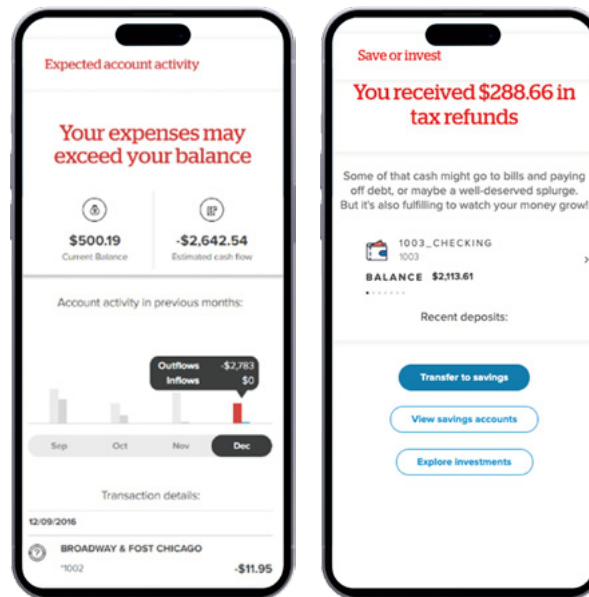 Expected account activity
Your expenses may
exceed your balance
$500.19
-$2,642.54
Current Balance
Estimated cash flow
Account activity in previous months:
Outflows -$2,783
Inflows $0
Sep Oct Nov Dec
Transaction details:
12/09/2016
BROADWAY & FOST CHICAGO
*1002
-$11.95
Save or invest
You received $288.66 in
tax refunds
Some of that cash might go to bills and paying
off debt, or maybe a well-deserved splurge.
But it's also fulfilling to watch your money grow!
1003_CHECKING
1003
BALANCE $2,113.61
Recent deposits:
Transfer to savings
View savings accounts
Explore investments